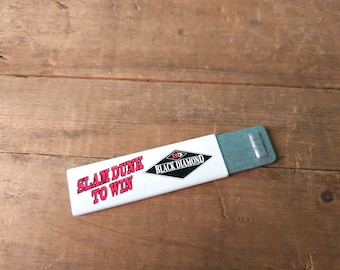 SLAM DUNK
TO WIN
BLACK DIAMOND